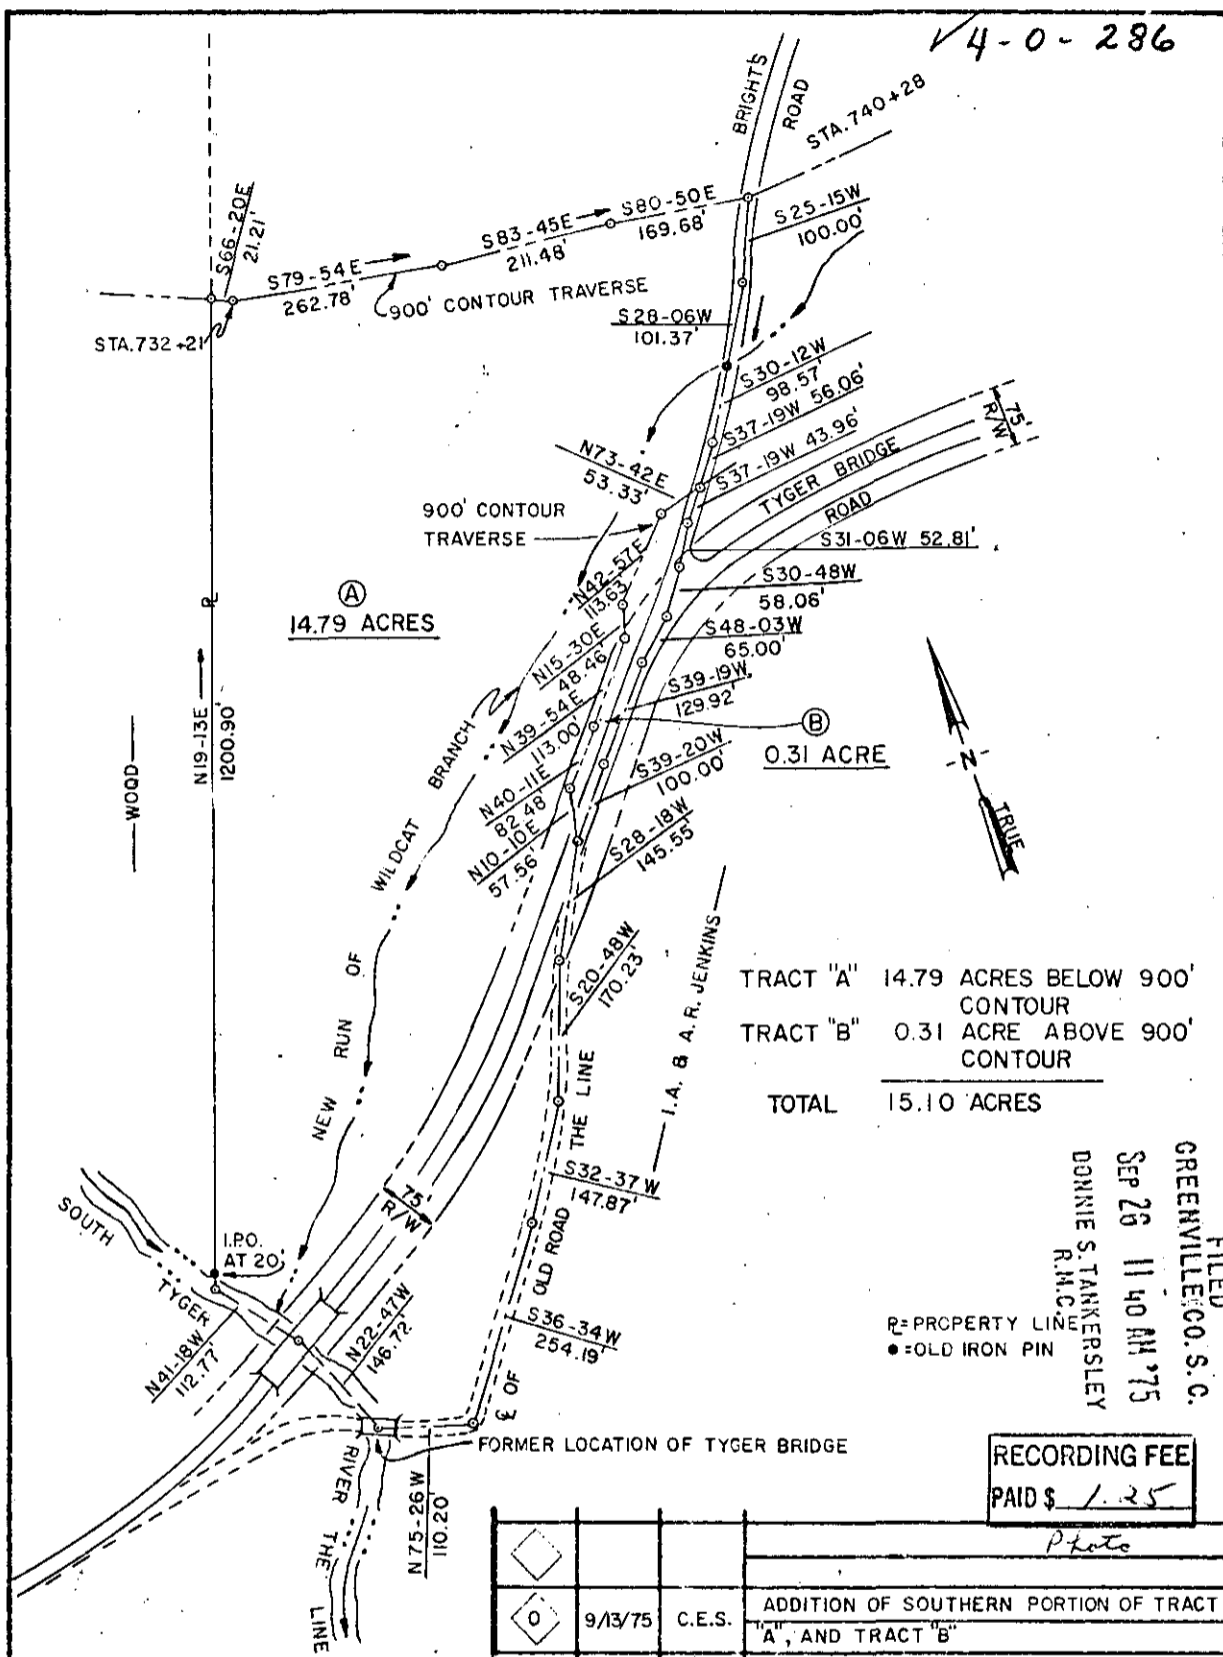 4-0-286
BRIGHT'S
ROAD
STA. 740+28
S66-20E
21.21'
S79-54E
262.78'
S83-45E
211.48'
S80-50E
169.68'
S25-15W
100.00'
900' CONTOUR TRAVERSE
STA. 732+21
S28-06W
101.37'
S30-12W
98.57'
S37-19W 56.06'
S37-19W 43.96'
75'
R/W
N73-42E
53.33'
TYGER BRIDGE
ROAD
900' CONTOUR
TRAVERSE
S31-06W 52.81'
N42-57E
113.63'
S30-48W
58.06'
A
14.79 ACRES
S48-03W
65.00'
N15-30E
48.46'
S39-19W
129.92'
N39-54E
113.00'
B
0.31 ACRE
S39-20W
100.00'
N40-11E
82.48'
N10-10E
57.56'
S28-18W
145.55'
N19-13E
1200.90'
WOOD
NEW RUN OF WILDCAT BRANCH
N
TRUE
S20-48W
170.23'
I.A. & A.R. JENKINS
TRACT "A" 14.79 ACRES BELOW 900'
CONTOUR
TRACT "B" 0.31 ACRE ABOVE 900'
CONTOUR
TOTAL 15.10 ACRES
S32-37W
147.87'
75'
R/W
℄ OF OLD ROAD THE LINE
I.P.O.
AT 20'
SOUTH TYGER RIVER THE LINE
N41-18W
112.77'
N22-47W
146.72
S36-34W
254.19'
FORMER LOCATION OF TYGER BRIDGE
N75-26W
110.20'
P=PROPERTY LINE
●=OLD IRON PIN
FILED
GREENVILLE CO. S.C.
SEP 26 11 40 AM '75
DONNIE S. TANKERSLEY
R.M.C.
RECORDING FEE
PAID $ 1.25
Photo
0 9/13/75 C.E.S. ADDITION OF SOUTHERN PORTION OF TRACT
"A", AND TRACT "B"